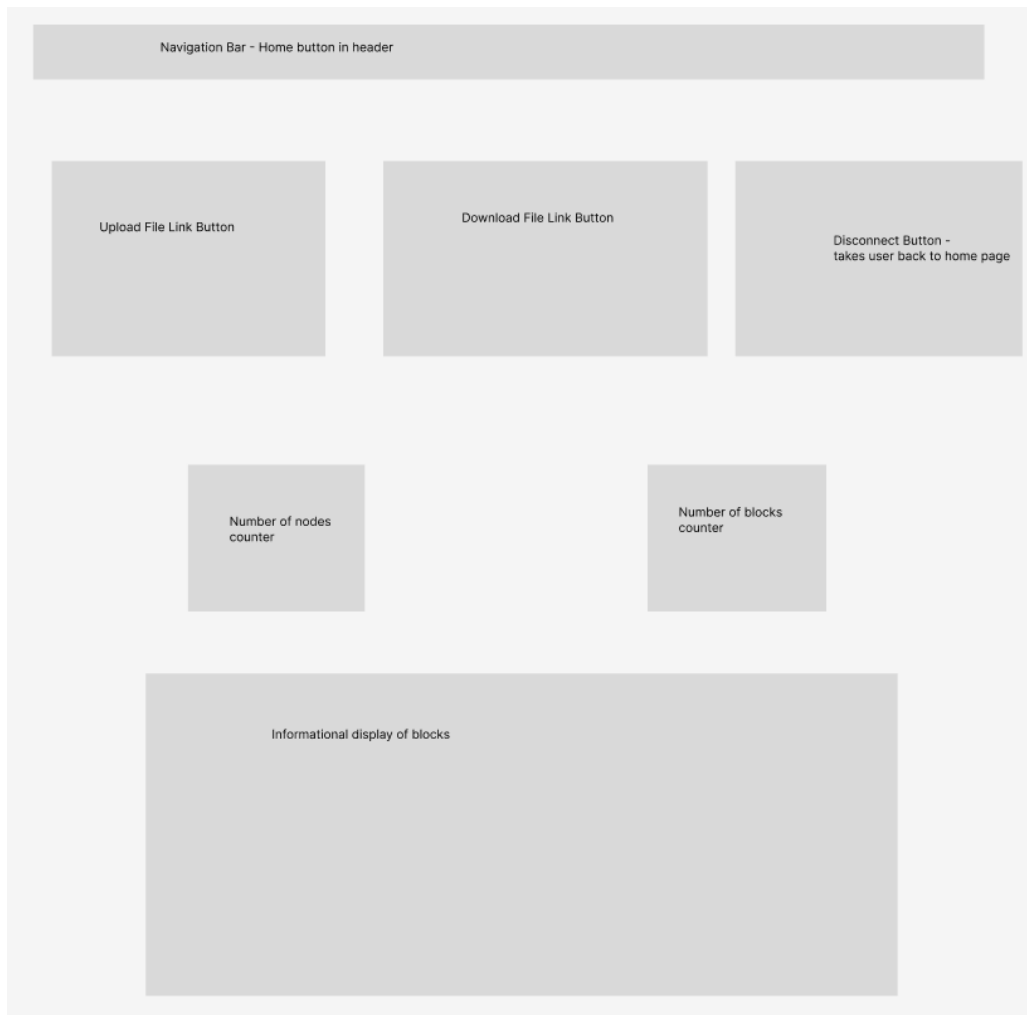 Navigation Bar - Home button in header
Upload File Link Button
Download File Link Button
Disconnect Button -
takes user back to home page
Number of nodes
counter
Number of blocks
counter
Informational display of blocks